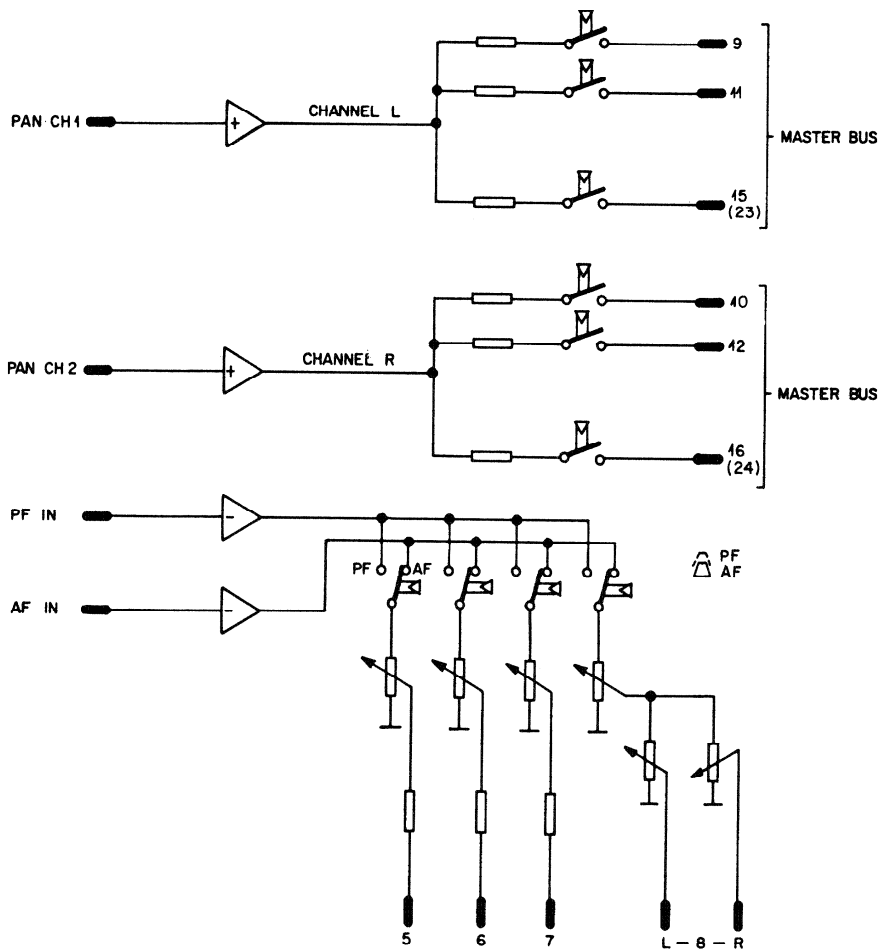 9
CHANNEL L
11
PAN CH1
+
MASTER BUS
15
(23)
10
CHANNEL R
12
PAN CH2
+
MASTER BUS
16
(24)
PF IN
-
PF AF
PF
AF
AF IN
-
5
6
7
L - 8 - R